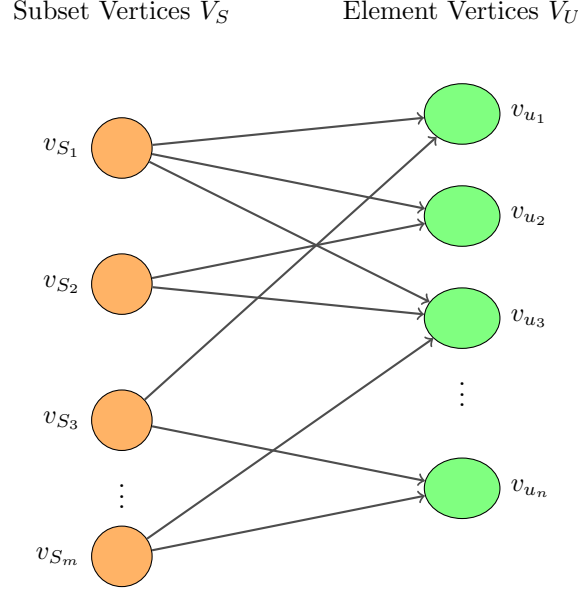 Subset Vertices $V_S$
Element Vertices $V_U$
$v_{S_1}$
$v_{S_2}$
$v_{S_3}$
⋮
$v_{S_m}$
$v_{u_1}$
$v_{u_2}$
$v_{u_3}$
⋮
$v_{u_n}$